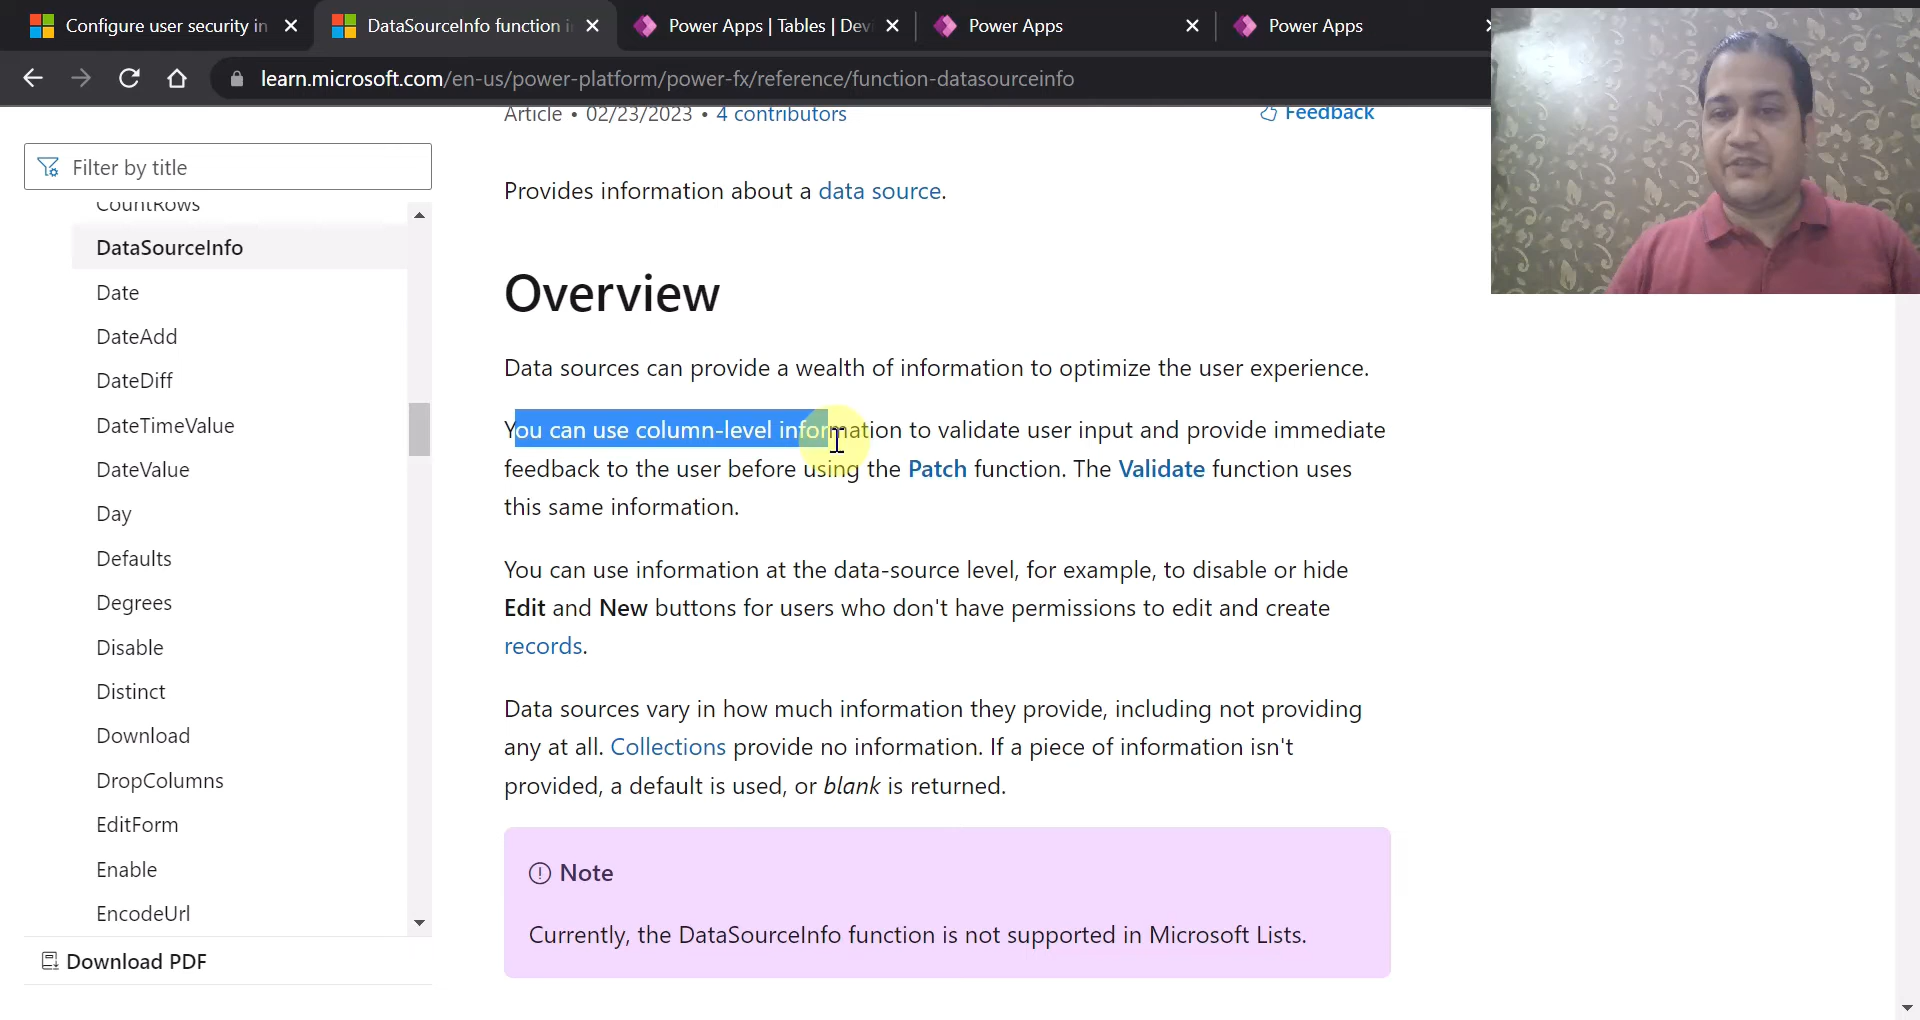 Configure user security in
DataSourceInfo function i
Power Apps | Tables | Dev
Power Apps
Power Apps
learn.microsoft.com/en-us/power-platform/power-fx/reference/function-datasourceinfo
Article • 02/23/2023 • 4 contributors
Feedback
Filter by title
CountRows
DataSourceInfo
Date
DateAdd
DateDiff
DateTimeValue
DateValue
Day
Defaults
Degrees
Disable
Distinct
Download
DropColumns
EditForm
Enable
EncodeUrl
Download PDF
Provides information about a data source.
Overview
Data sources can provide a wealth of information to optimize the user experience.
You can use column-level information to validate user input and provide immediate
feedback to the user before using the Patch function. The Validate function uses
this same information.
You can use information at the data-source level, for example, to disable or hide
Edit and New buttons for users who don't have permissions to edit and create
records.
Data sources vary in how much information they provide, including not providing
any at all. Collections provide no information. If a piece of information isn't
provided, a default is used, or blank is returned.
Note
Currently, the DataSourceInfo function is not supported in Microsoft Lists.